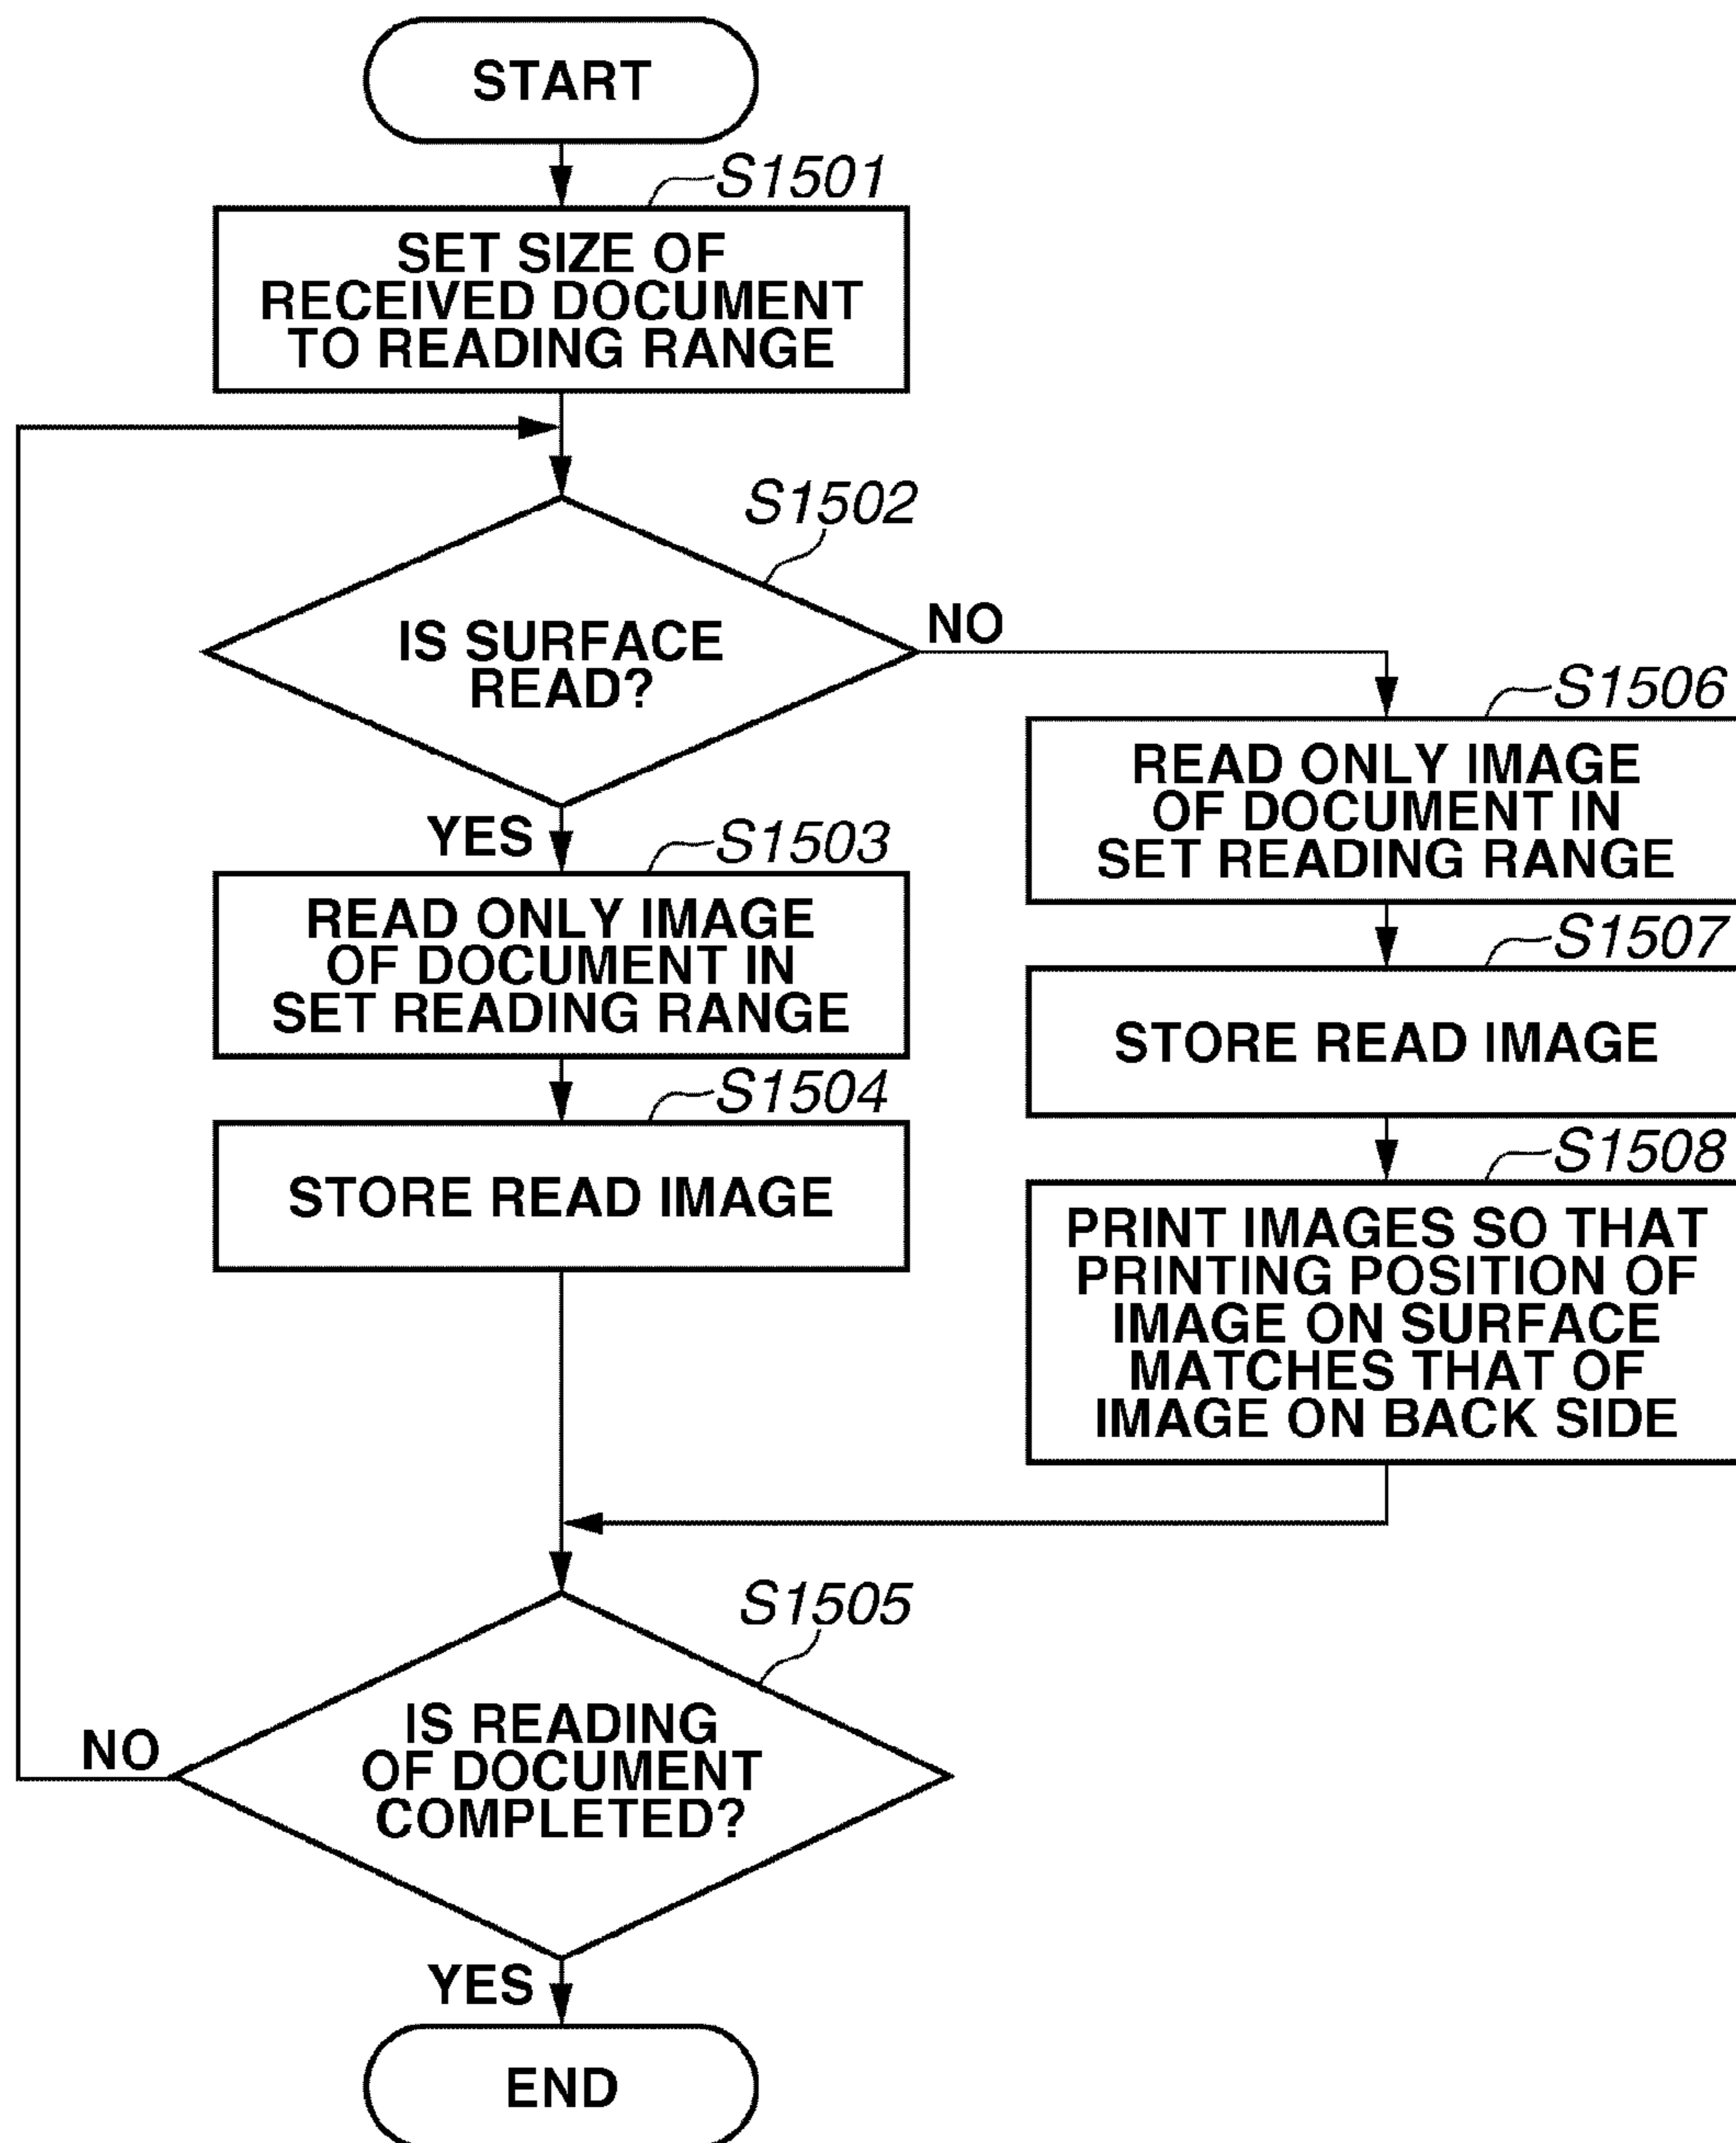 START
S1501
SET SIZE OF
RECEIVED DOCUMENT
TO READING RANGE
S1502
IS SURFACE
READ?
NO
YES
S1503
READ ONLY IMAGE
OF DOCUMENT IN
SET READING RANGE
S1504
STORE READ IMAGE
S1506
READ ONLY IMAGE
OF DOCUMENT IN
SET READING RANGE
S1507
STORE READ IMAGE
S1508
PRINT IMAGES SO THAT
PRINTING POSITION OF
IMAGE ON SURFACE
MATCHES THAT OF
IMAGE ON BACK SIDE
S1505
IS READING
OF DOCUMENT
COMPLETED?
NO
YES
END